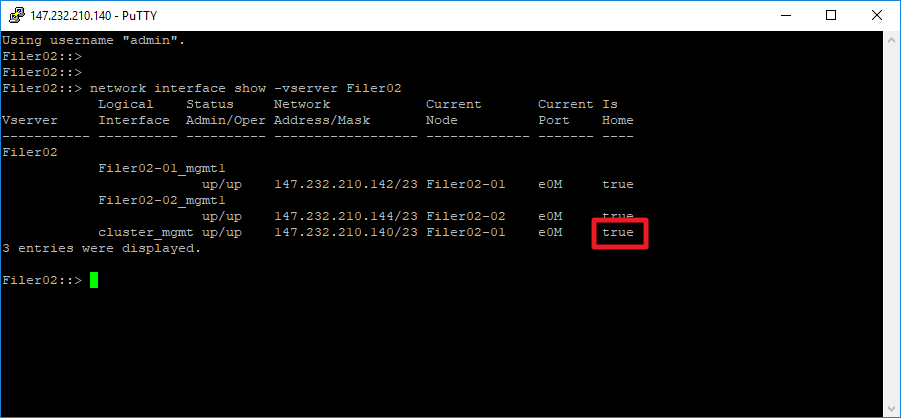 147.232.210.140 - PuTTY
Using username "admin".
Filer02::>
Filer02::>
Filer02::> network interface show -vserver Filer02
            Logical    Status     Network            Current       Current Is
Vserver     Interface  Admin/Oper Address/Mask       Node          Port    Home
----------- ---------- ---------- ------------------ ------------- ------- ----
Filer02
            Filer02-01_mgmt1
                         up/up    147.232.210.142/23 Filer02-01    e0M     true
            Filer02-02_mgmt1
                         up/up    147.232.210.144/23 Filer02-02    e0M     true
            cluster_mgmt up/up    147.232.210.140/23 Filer02-01    e0M     true
3 entries were displayed.
Filer02::>